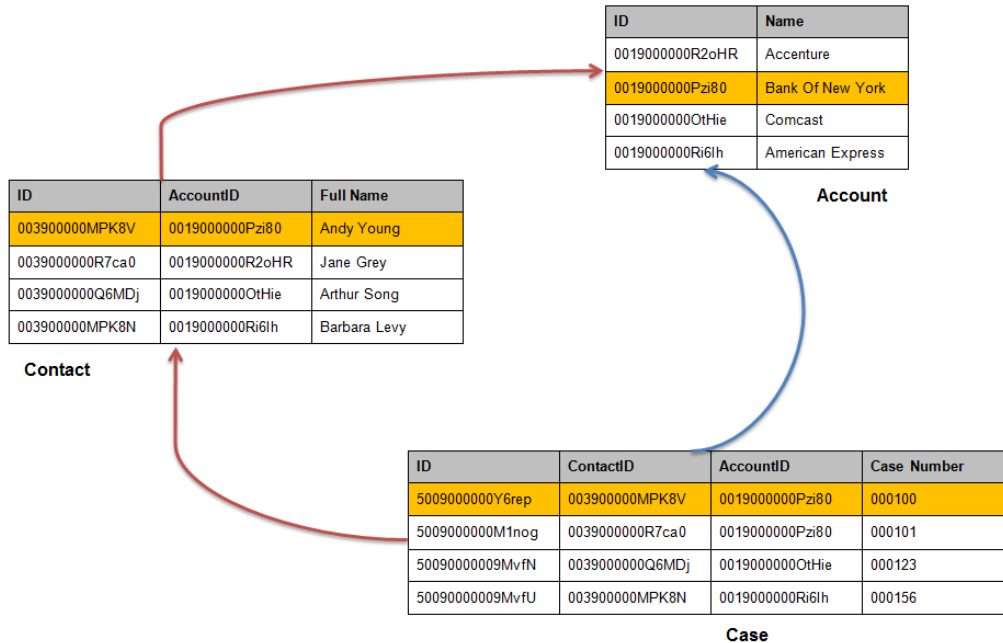 ID Name
0019000000R2oHR Accenture
0019000000Pzi80 Bank Of New York
0019000000OtHie Comcast
0019000000Ri6Ih American Express
Account
ID AccountID Full Name
003900000MPK8V 0019000000Pzi80 Andy Young
0039000000R7ca0 0019000000R2oHR Jane Grey
0039000000Q6MDj 0019000000OtHie Arthur Song
003900000MPK8N 0019000000Ri6Ih Barbara Levy
Contact
ID ContactID AccountID Case Number
5009000000Y6rep 003900000MPK8V 0019000000Pzi80 000100
5009000000M1nog 0039000000R7ca0 0019000000Pzi80 000101
50090000009MvfN 0039000000Q6MDj 0019000000OtHie 000123
50090000009MvfU 003900000MPK8N 0019000000Ri6Ih 000156
Case